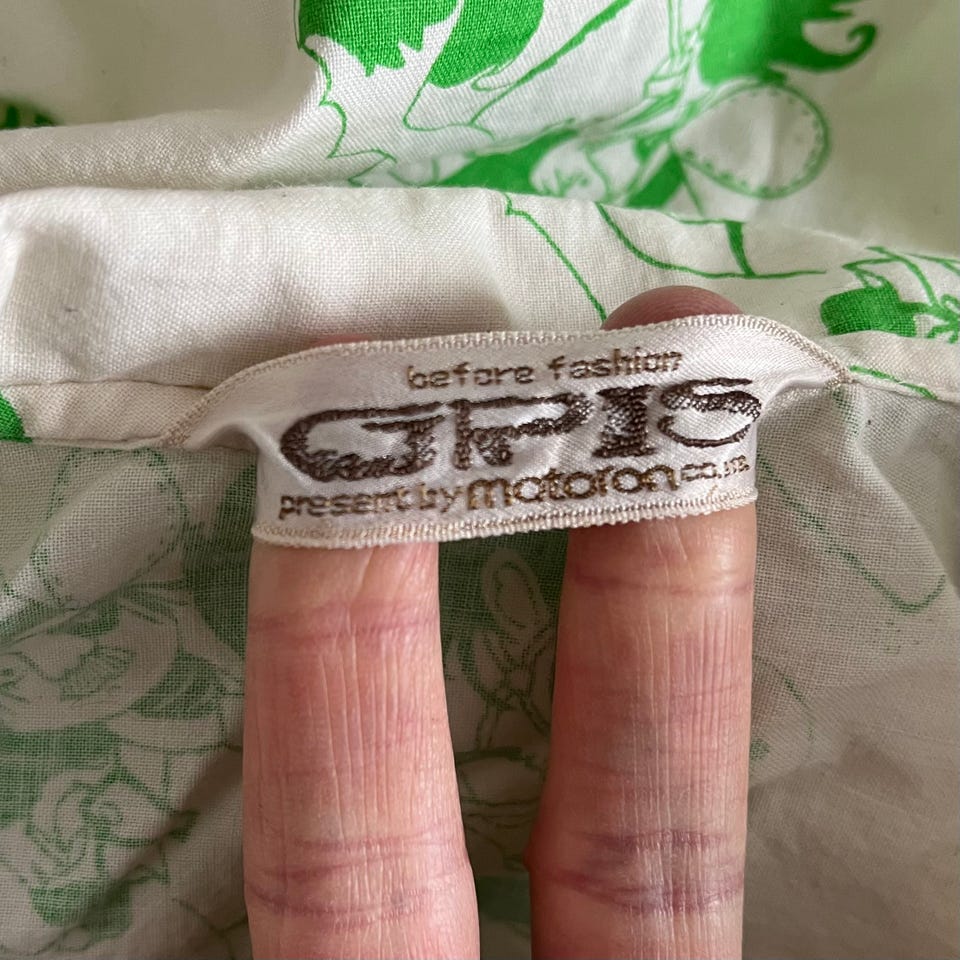 before fashion
GPIS
present by motoron co., ltd.